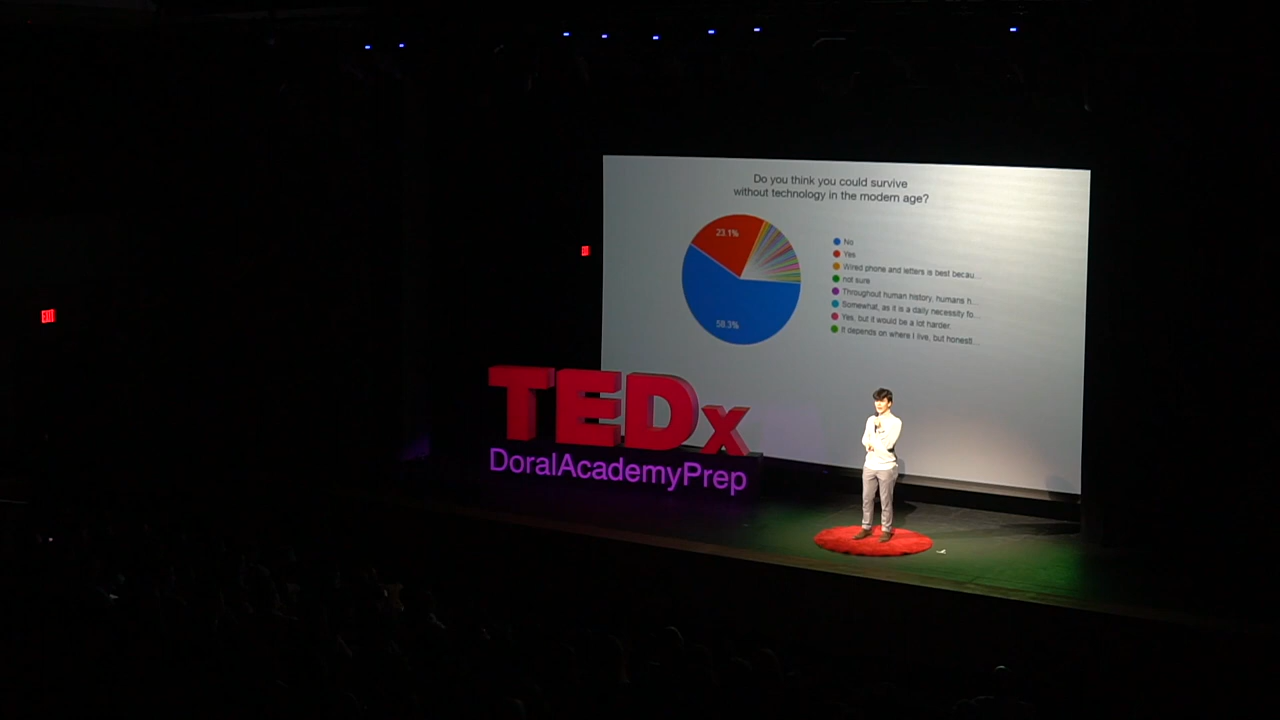 Do you think you could survive
without technology in the modern age?
23.1%
58.3%
No
Yes
Wired phone and letters is best becau...
not sure
Throughout human history, humans h...
Somewhat, as it is a daily necessity fo...
Yes, but it would be a lot harder.
It depends on where I live, but honestl...
EXIT
TEDx
DoralAcademyPrep